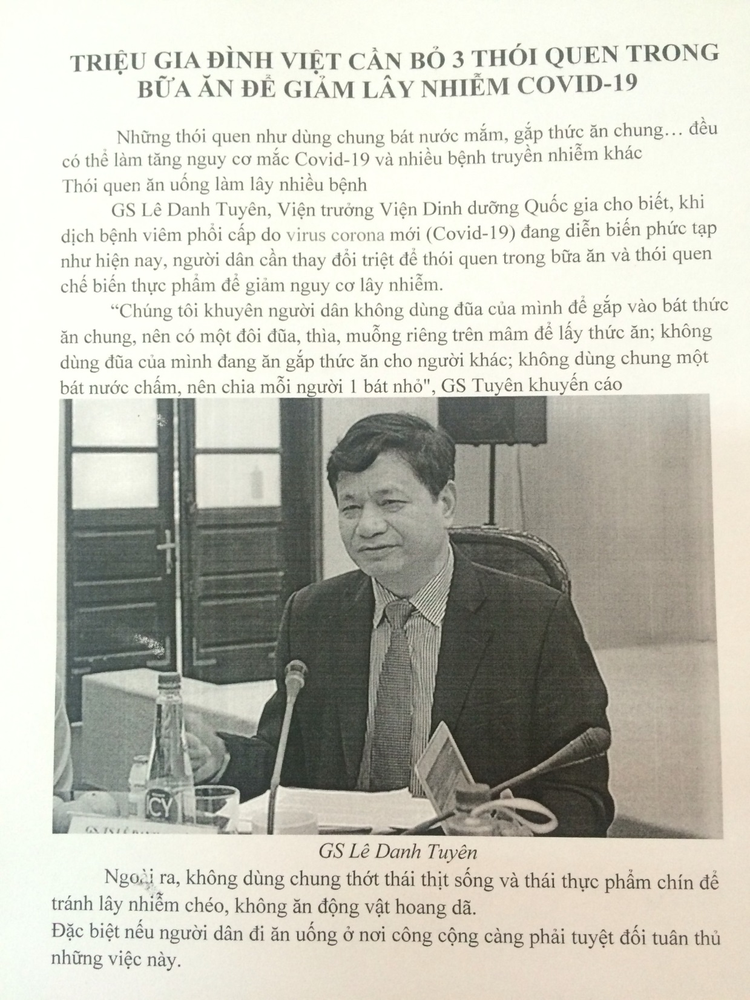 TRIỆU GIA ĐÌNH VIỆT CẦN BỎ 3 THÓI QUEN TRONG
BỮA ĂN ĐỂ GIẢM LÂY NHIỄM COVID-19
Những thói quen như dùng chung bát nước mắm, gắp thức ăn chung… đều
có thể làm tăng nguy cơ mắc Covid-19 và nhiều bệnh truyền nhiễm khác
Thói quen ăn uống làm lây nhiều bệnh
GS Lê Danh Tuyên, Viện trưởng Viện Dinh dưỡng Quốc gia cho biết, khi
dịch bệnh viêm phổi cấp do virus corona mới (Covid-19) đang diễn biến phức tạp
như hiện nay, người dân cần thay đổi triệt để thói quen trong bữa ăn và thói quen
chế biến thực phẩm để giảm nguy cơ lây nhiễm.
“Chúng tôi khuyên người dân không dùng đũa của mình để gắp vào bát thức
ăn chung, nên có một đôi đũa, thìa, muỗng riêng trên mâm để lấy thức ăn; không
dùng đũa của mình đang ăn gắp thức ăn cho người khác; không dùng chung một
bát nước chấm, nên chia mỗi người 1 bát nhỏ", GS Tuyên khuyến cáo
ICY
GS Lê Danh Tuyên
Ngoài ra, không dùng chung thớt thái thịt sống và thái thực phẩm chín để
tránh lây nhiễm chéo, không ăn động vật hoang dã.
Đặc biệt nếu người dân đi ăn uống ở nơi công cộng càng phải tuyệt đối tuân thủ
những việc này.